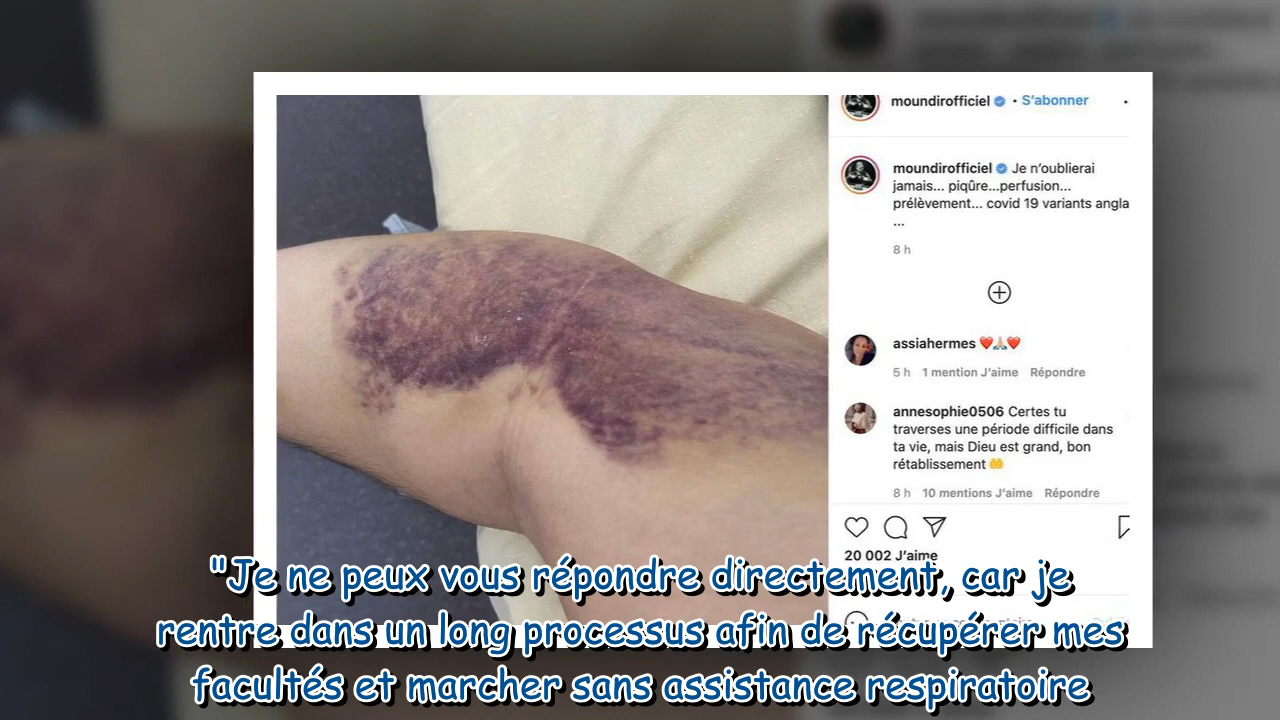 moundirofficiel • S'abonner
moundirofficiel Je n'oublierai
jamais... piqûre...perfusion...
prélèvement... covid 19 variants angla
...
8 h
assiahermes ❤️🙏🏼❤️
5 h 1 mention J'aime Répondre
annesophie0506 Certes tu
traverses une période difficile dans
ta vie, mais Dieu est grand, bon
rétablissement 🤲
8 h 10 mentions J'aime Répondre
20 002 J'aime
"Je ne peux vous répondre directement, car je
rentre dans un long processus afin de récupérer mes
facultés et marcher sans assistance respiratoire